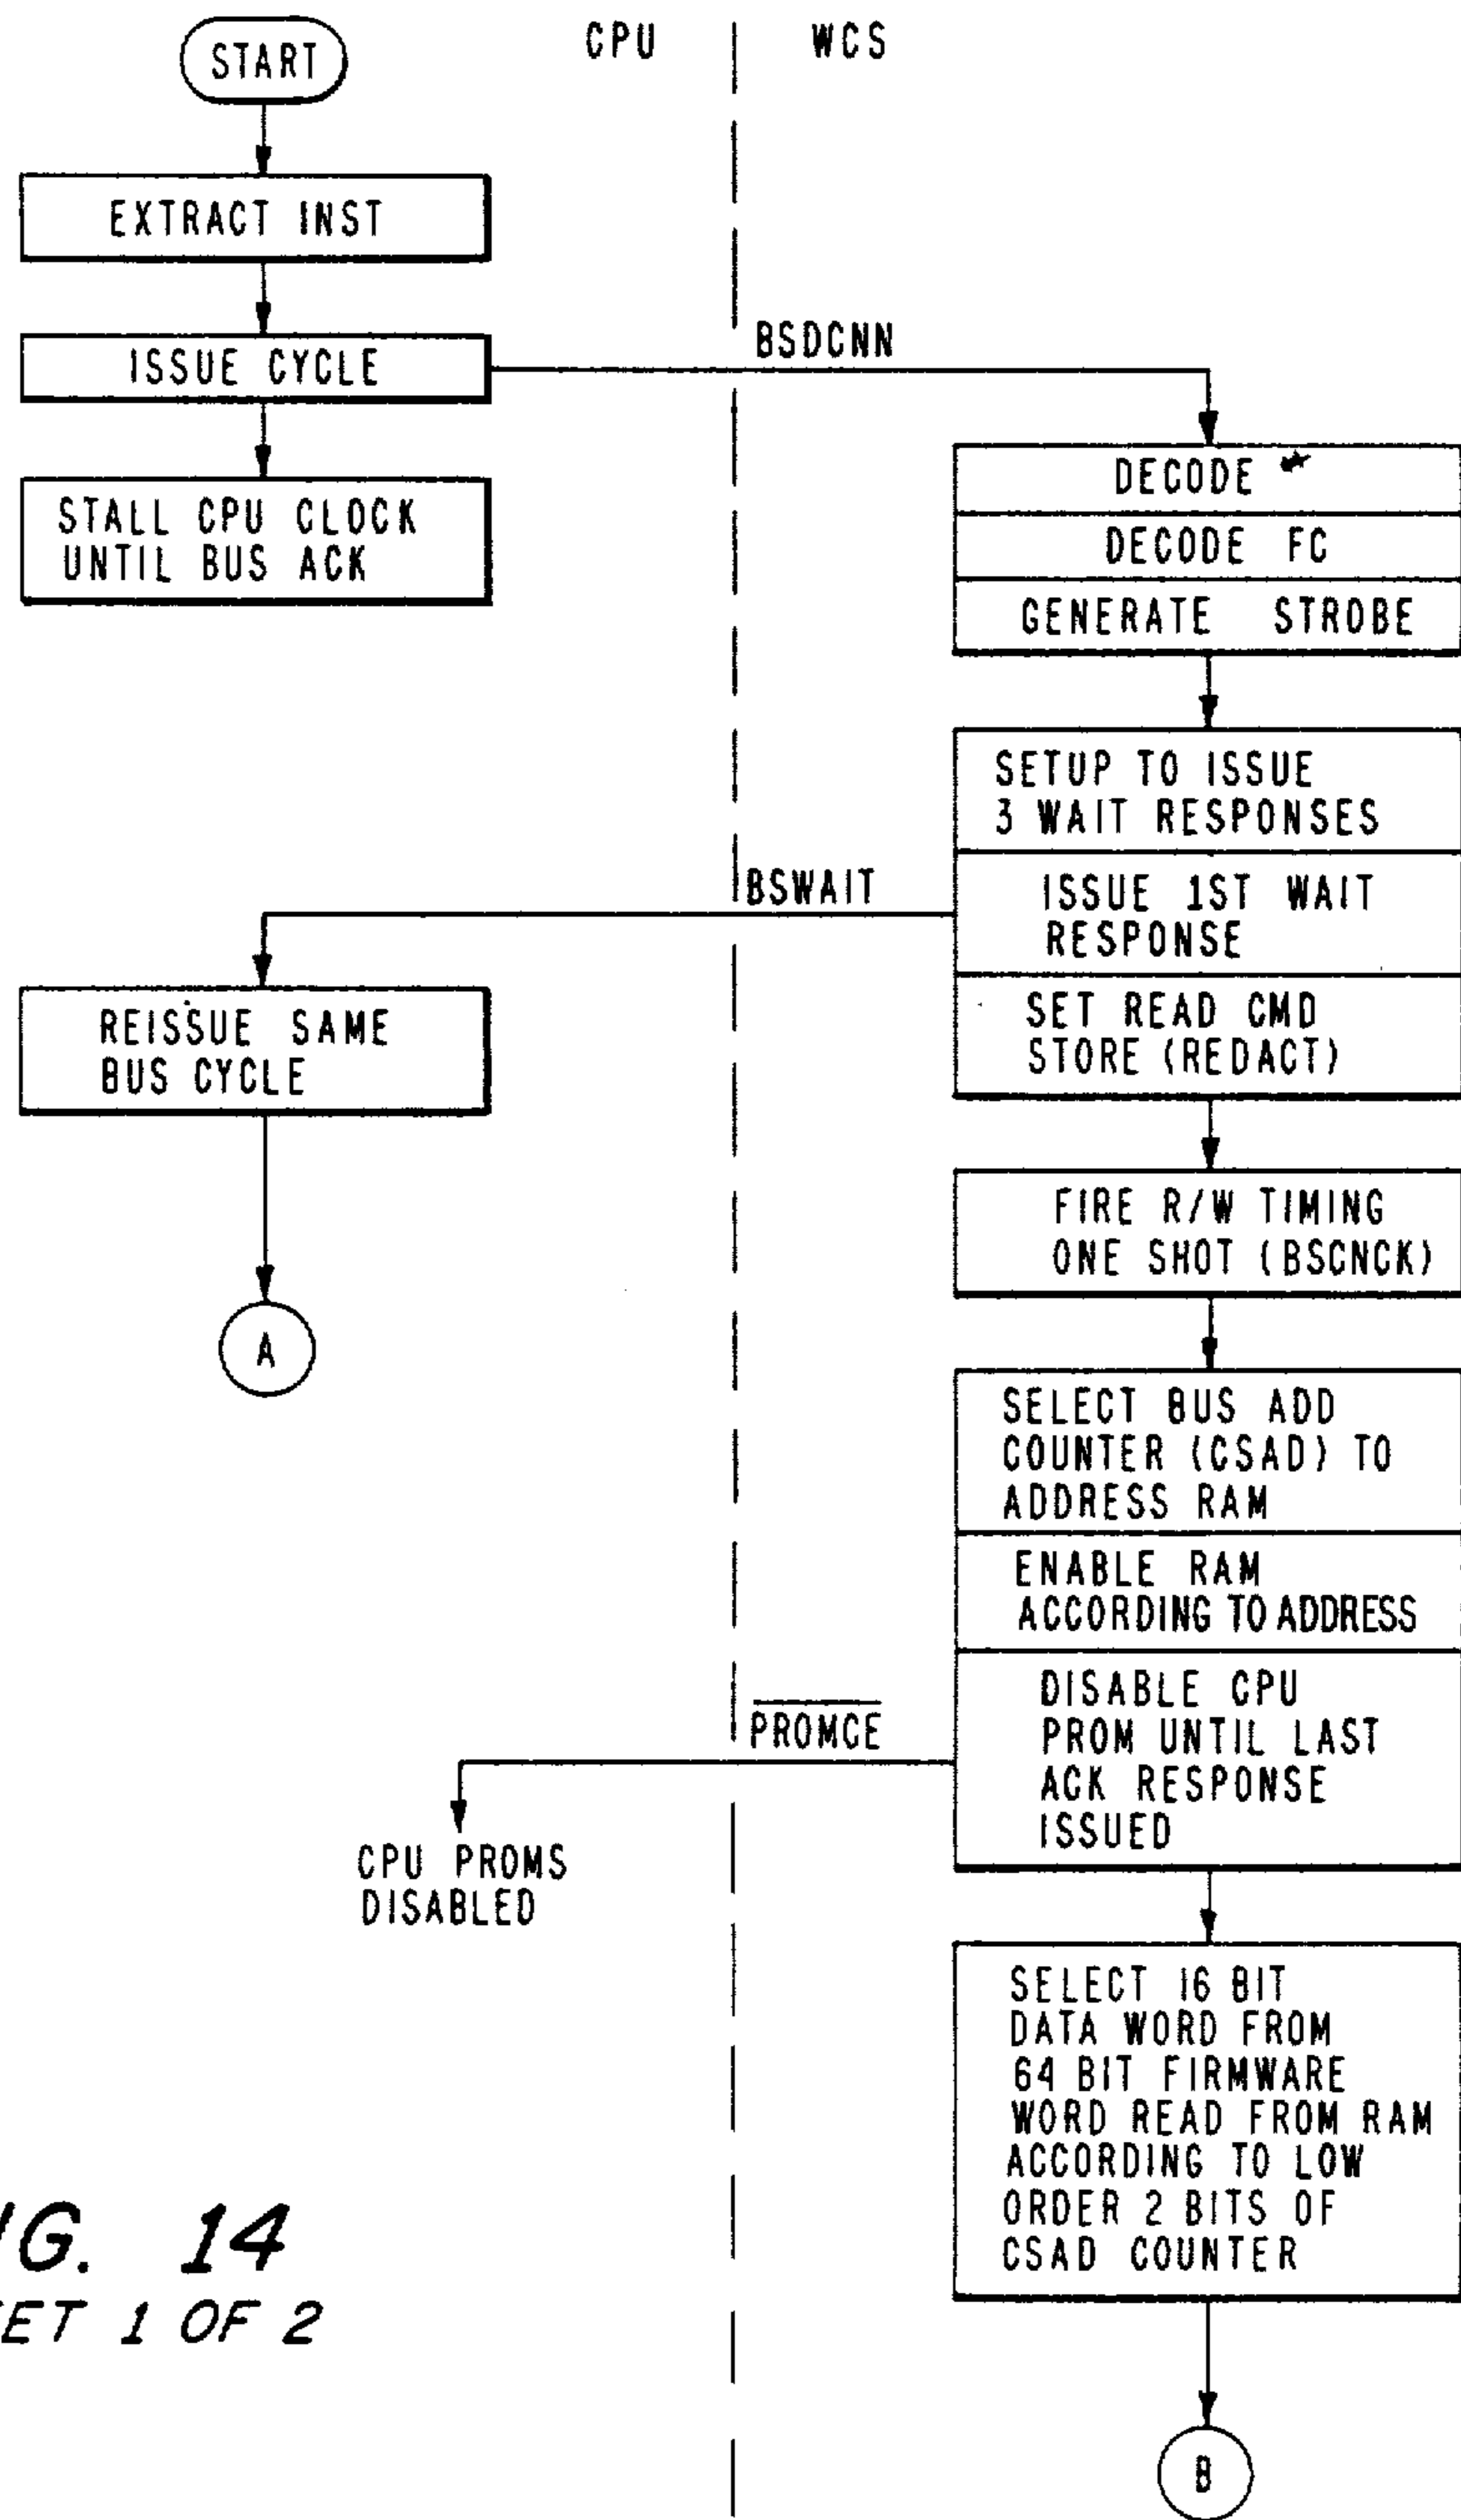 START
CPU
WCS
EXTRACT INST
ISSUE CYCLE
BSDCNN
STALL CPU CLOCK
UNTIL BUS ACK
DECODE
DECODE FC
GENERATE STROBE
SETUP TO ISSUE
3 WAIT RESPONSES
BSWAIT
ISSUE 1ST WAIT
RESPONSE
SET READ CMD
STORE (REDACT)
REISSUE SAME
BUS CYCLE
A
FIRE R/W TIMING
ONE SHOT (BSCNCK)
SELECT BUS ADD
COUNTER (CSAD) TO
ADDRESS RAM
ENABLE RAM
ACCORDING TO ADDRESS
DISABLE CPU
PROM UNTIL LAST
ACK RESPONSE
ISSUED
PROMCE
CPU PROMS
DISABLED
SELECT 16 BIT
DATA WORD FROM
64 BIT FIRMWARE
WORD READ FROM RAM
ACCORDING TO LOW
ORDER 2 BITS OF
CSAD COUNTER
B
G. 14
ET 1 OF 2